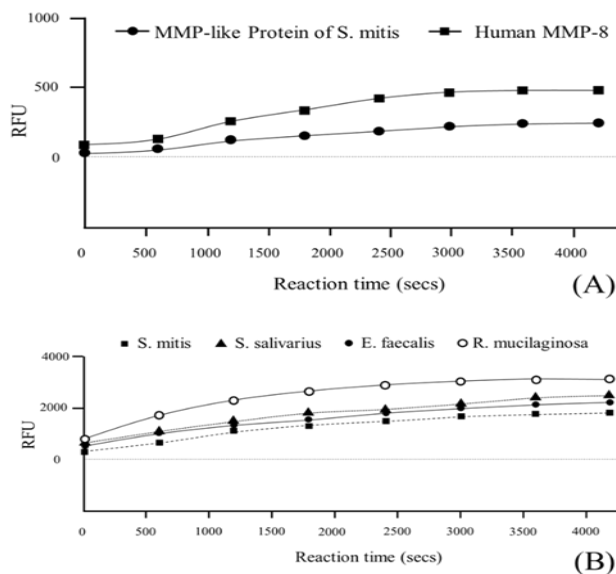 1000
MMP-like Protein of S. mitis Human MMP-8
500
RFU
0
0 500 1000 1500 2000 2500 3000 3500 4000
Reaction time (secs)
(A)
S. mitis S. salivarius E. faecalis R. mucilaginosa
4000
2000
RFU
0
0 500 1000 1500 2000 2500 3000 3500 4000
Reaction time (secs)
(B)